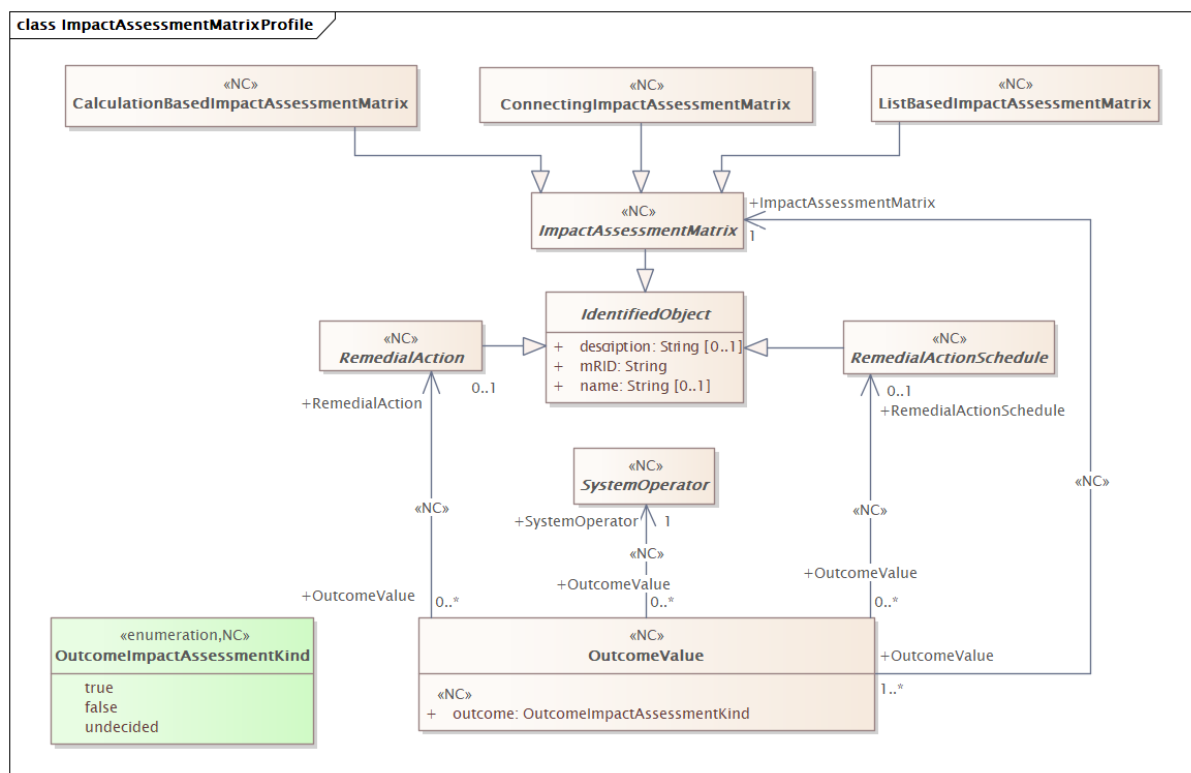 class ImpactAssessmentMatrixProfile
«NC»
CalculationBasedImpactAssessmentMatrix
«NC»
ConnectingImpactAssessmentMatrix
«NC»
ListBasedImpactAssessmentMatrix
«NC»
ImpactAssessmentMatrix
+ImpactAssessmentMatrix
1
IdentifiedObject
+ description: String [0..1]
+ mRID: String
+ name: String [0..1]
«NC»
RemedialAction
0..1
+RemedialAction
«NC»
RemedialActionSchedule
0..1
+RemedialActionSchedule
«NC»
SystemOperator
+SystemOperator 1
«NC»
«NC»
«NC»
«NC»
+OutcomeValue
0..*
+OutcomeValue
0..*
+OutcomeValue
0..*
«enumeration,NC»
OutcomeImpactAssessmentKind
true
false
undecided
«NC»
OutcomeValue
«NC»
+ outcome: OutcomeImpactAssessmentKind
+OutcomeValue
1..*